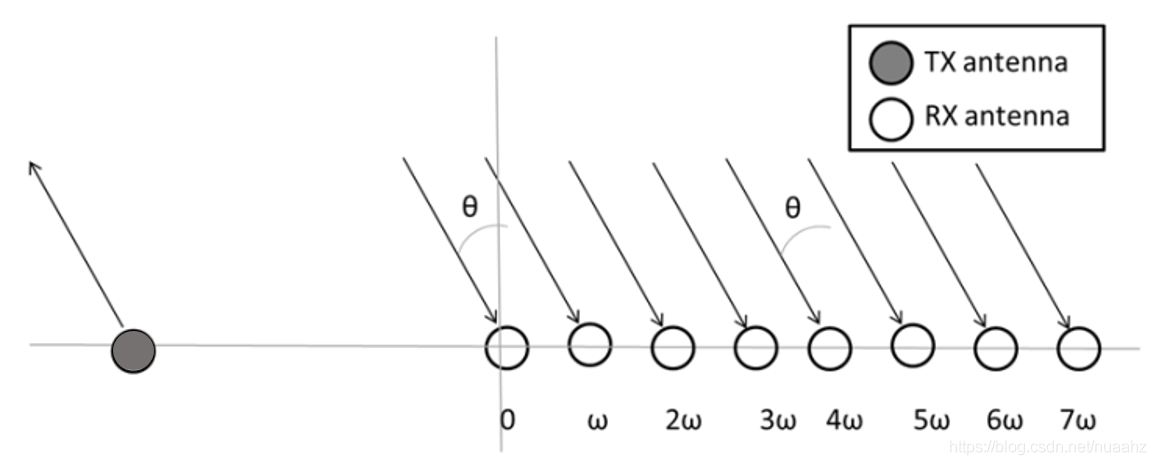 TX antenna
RX antenna
θ θ
0 ω 2ω 3ω 4ω 5ω 6ω 7ω
https://blog.csdn.net/nuaahz